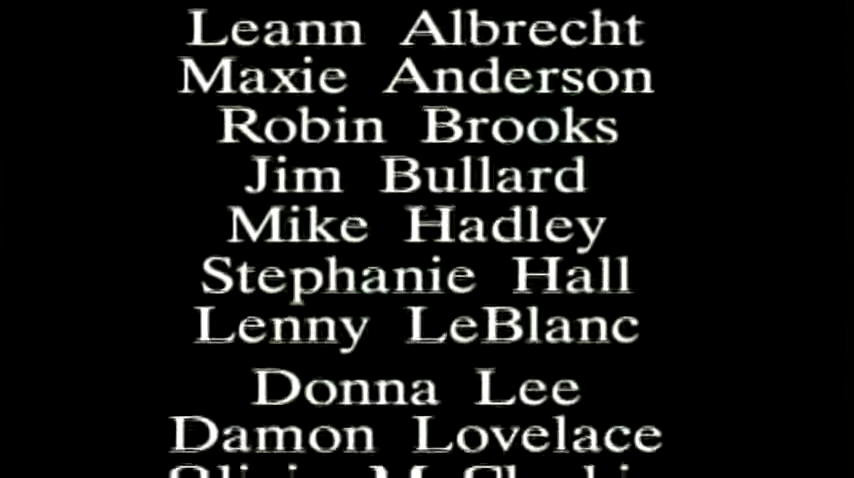 Leann Albrecht
Maxie Anderson
Robin Brooks
Jim Bullard
Mike Hadley
Stephanie Hall
Lenny LeBlanc
Donna Lee
Damon Lovelace